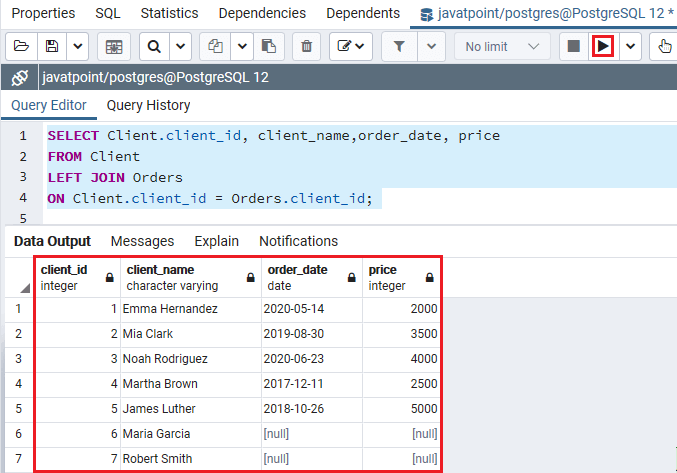 Properties SQL Statistics Dependencies Dependents javatpoint/postgres@PostgreSQL 12 *
No limit
javatpoint/postgres@PostgreSQL 12
Query Editor Query History
1 SELECT Client.client_id, client_name,order_date, price
2 FROM Client
3 LEFT JOIN Orders
4 ON Client.client_id = Orders.client_id;
5
Data Output Messages Explain Notifications
client_id client_name order_date price
integer character varying date integer
1 1 Emma Hernandez 2020-05-14 2000
2 2 Mia Clark 2019-08-30 3500
3 3 Noah Rodriguez 2020-06-23 4000
4 4 Martha Brown 2017-12-11 2500
5 5 James Luther 2018-10-26 5000
6 6 Maria Garcia [null] [null]
7 7 Robert Smith [null] [null]